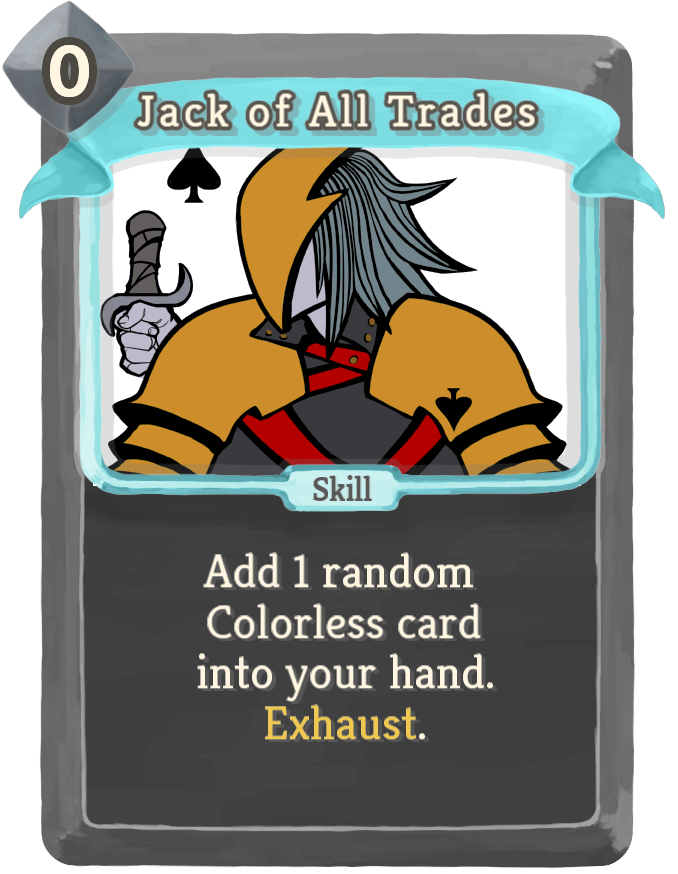 0
Jack of All Trades
Skill
Add 1 random
Colorless card
into your hand.
Exhaust.